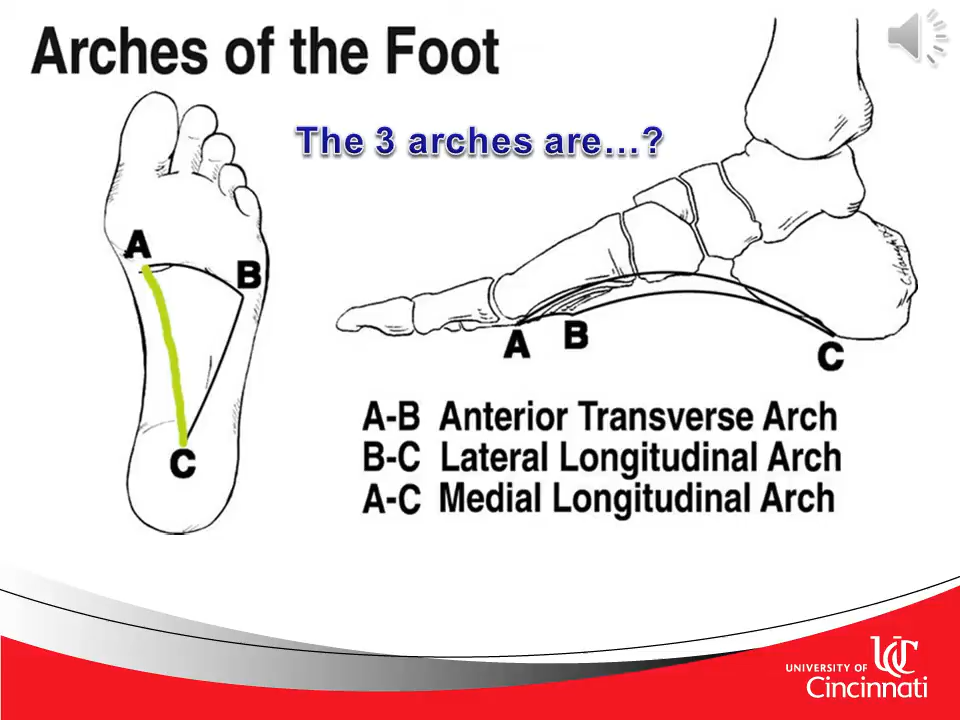 Arches of the Foot
The 3 arches are...?
A
B
C
A
B
C
A-B Anterior Transverse Arch
B-C Lateral Longitudinal Arch
A-C Medial Longitudinal Arch
UNIVERSITY OF
UC
Cincinnati